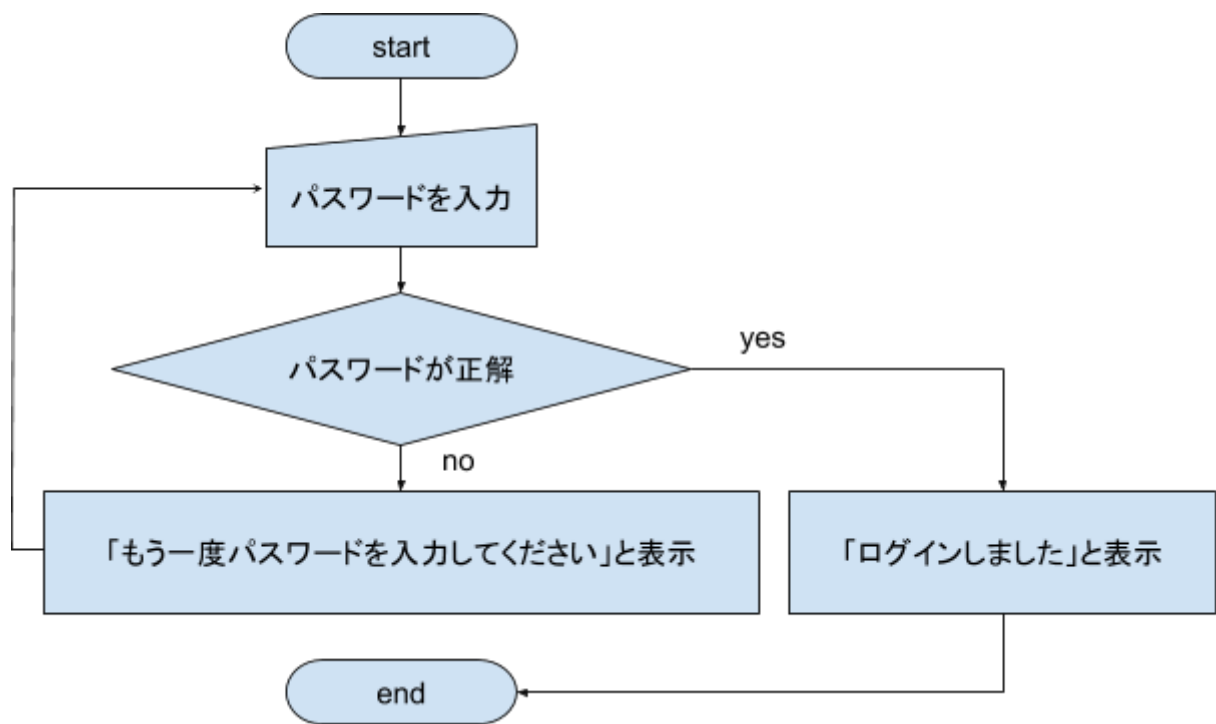 start
パスワードを入力
パスワードが正解
yes
no
「もう一度パスワードを入力してください」と表示
「ログインしました」と表示
end